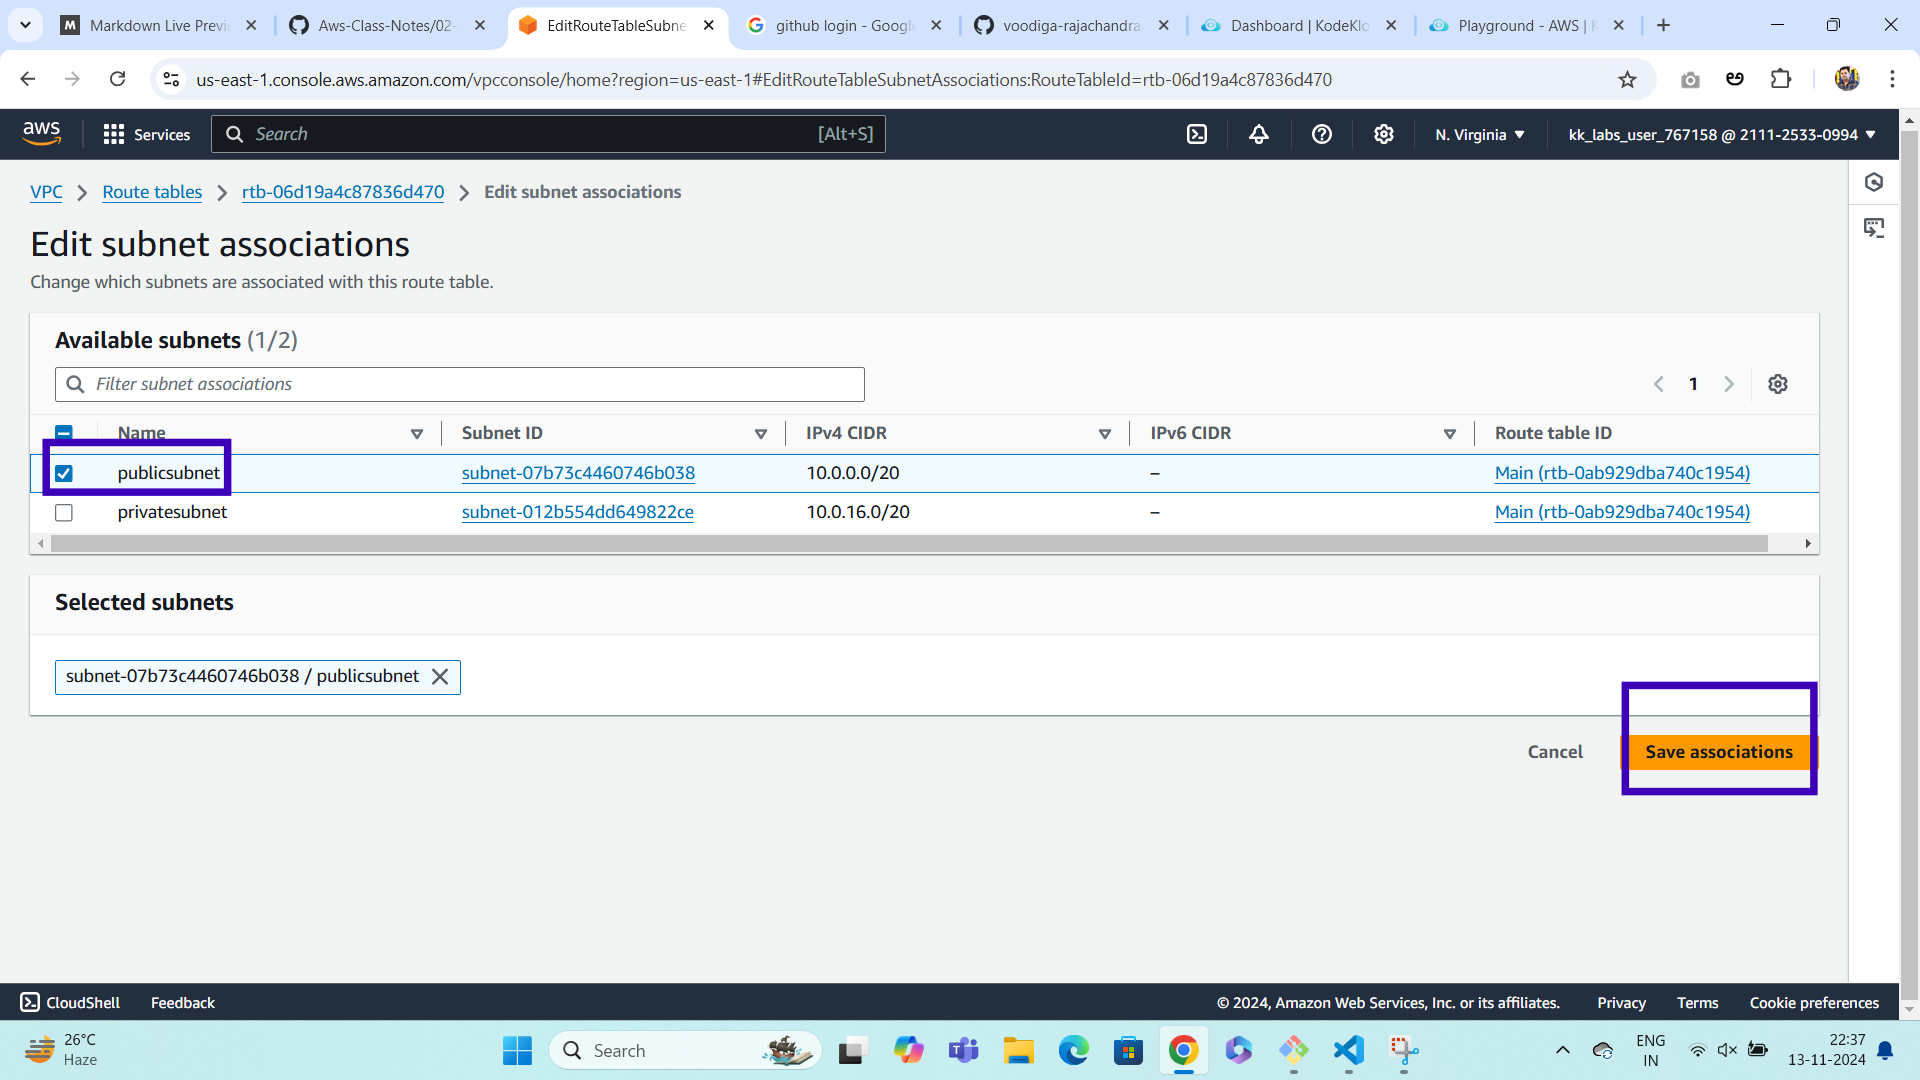 Markdown Live Previ
Aws-Class-Notes/02-
EditRouteTableSubne
github login - Google
voodiga-rajachandra
Dashboard | KodeKlo
Playground - AWS | K
us-east-1.console.aws.amazon.com/vpcconsole/home?region=us-east-1#EditRouteTableSubnetAssociations:RouteTableId=rtb-06d19a4c87836d470
aws
Services
Search
[Alt+S]
N. Virginia
kk_labs_user_767158 @ 2111-2533-0994
VPC
Route tables
rtb-06d19a4c87836d470
Edit subnet associations
Edit subnet associations
Change which subnets are associated with this route table.
Available subnets (1/2)
Filter subnet associations
1
Name
Subnet ID
IPv4 CIDR
IPv6 CIDR
Route table ID
publicsubnet
subnet-07b73c4460746b038
10.0.0.0/20
–
Main (rtb-0ab929dba740c1954)
privatesubnet
subnet-012b554dd649822ce
10.0.16.0/20
–
Main (rtb-0ab929dba740c1954)
Selected subnets
subnet-07b73c4460746b038 / publicsubnet
Cancel
Save associations
CloudShell
Feedback
© 2024, Amazon Web Services, Inc. or its affiliates.
Privacy
Terms
Cookie preferences
26°C
Haze
Search
ENG
IN
22:37
13-11-2024